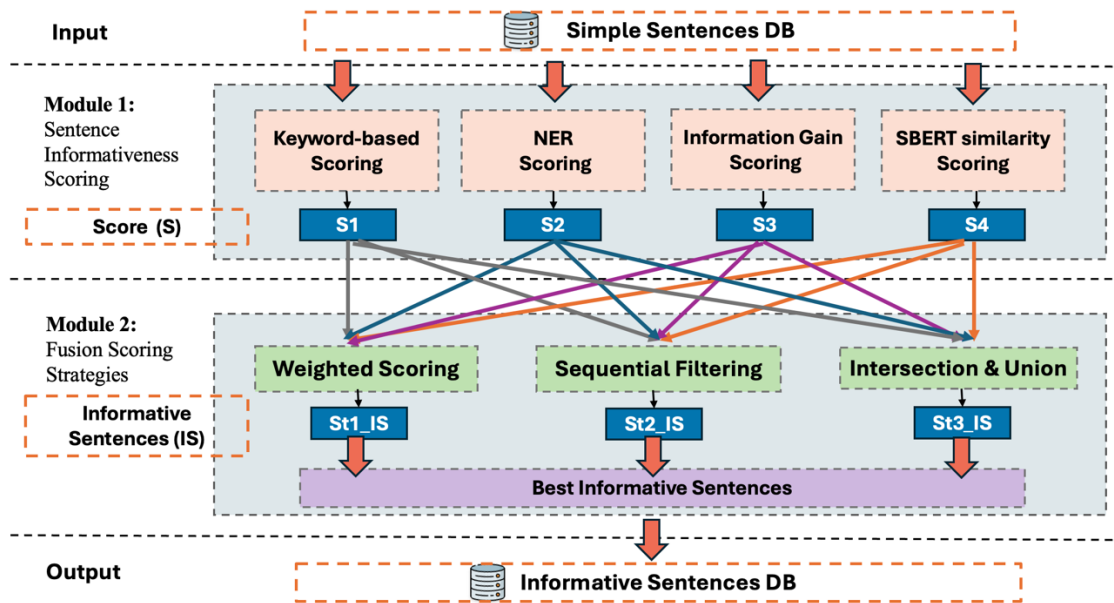 Input
Simple Sentences DB
Module 1:
Sentence
Informativeness
Scoring
Keyword-based
Scoring
NER
Scoring
Information Gain
Scoring
SBERT similarity
Scoring
Score (S)
S1
S2
S3
S4
Module 2:
Fusion Scoring
Strategies
Weighted Scoring
Sequential Filtering
Intersection & Union
Informative
Sentences (IS)
St1_IS
St2_IS
St3_IS
Best Informative Sentences
Output
Informative Sentences DB